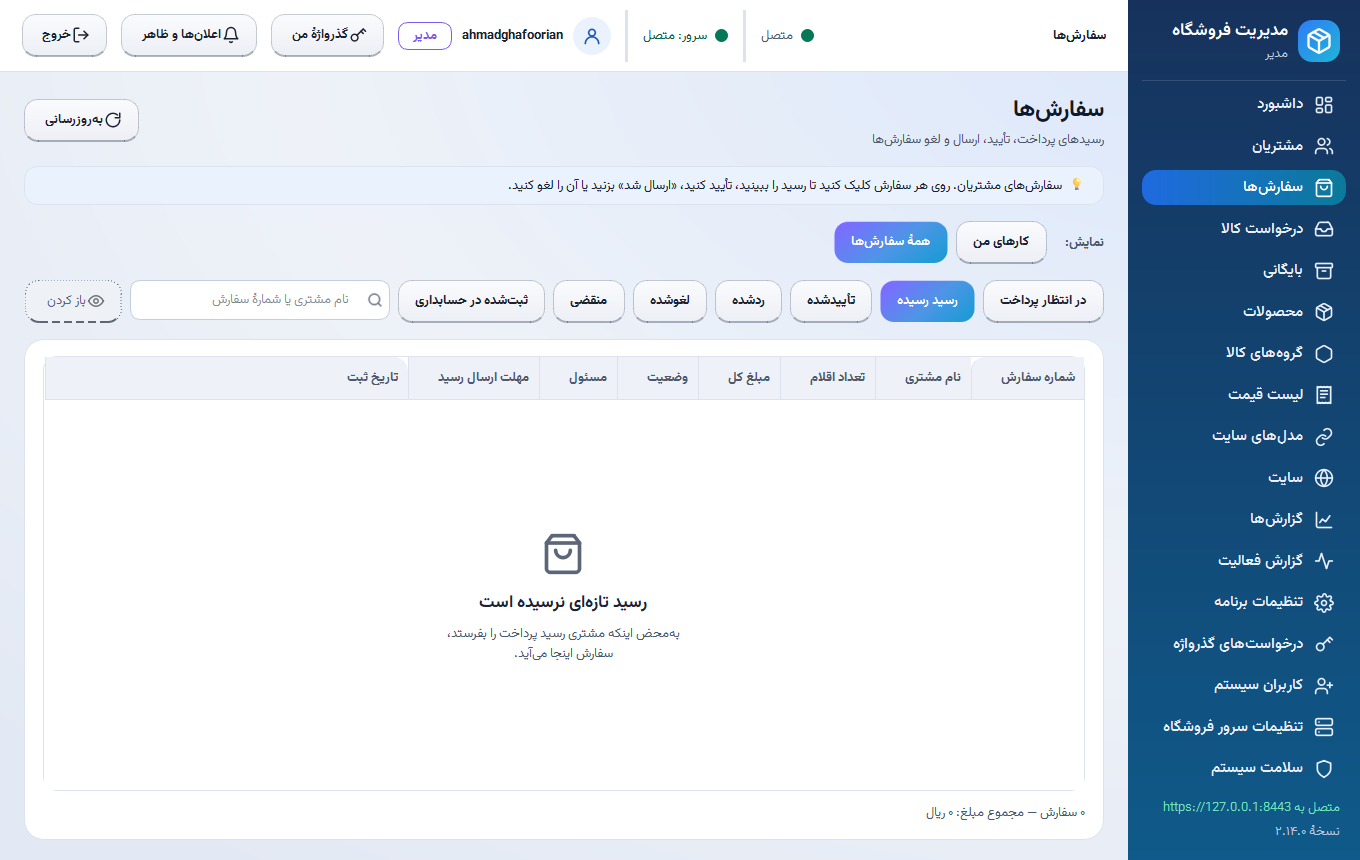 مدیریت فروشگاه
مدیر
داشبورد
مشتریان
سفارش‌ها
درخواست کالا
بایگانی
محصولات
گروه‌های کالا
لیست قیمت
مدل‌های سایت
سایت
گزارش‌ها
گزارش فعالیت
تنظیمات برنامه
درخواست‌های گذرواژه
کاربران سیستم
تنظیمات سرور فروشگاه
سلامت سیستم
متصل به https://127.0.0.1:8443
نسخهٔ ۲.۱۴.۰
سفارش‌ها
متصل
سرور: متصل
ahmadghafoorian
مدیر
گذرواژهٔ من
اعلان‌ها و ظاهر
خروج
سفارش‌ها
رسیدهای پرداخت، تأیید، ارسال و لغو سفارش‌ها
به‌روزرسانی
سفارش‌های مشتریان. روی هر سفارش کلیک کنید تا رسید را ببینید، تأیید کنید، «ارسال شد» بزنید یا آن را لغو کنید.
نمایش:
کارهای من
همهٔ سفارش‌ها
در انتظار پرداخت
رسید رسیده
تأییدشده
ردشده
لغوشده
منقضی
ثبت‌شده در حسابداری
نام مشتری یا شمارهٔ سفارش
باز کردن
شماره سفارش
نام مشتری
تعداد اقلام
مبلغ کل
وضعیت
مسئول
مهلت ارسال رسید
تاریخ ثبت
رسید تازه‌ای نرسیده است
به‌محض اینکه مشتری رسید پرداخت را بفرستد،
سفارش اینجا می‌آید.
۰ سفارش — مجموع مبلغ: ۰ ریال